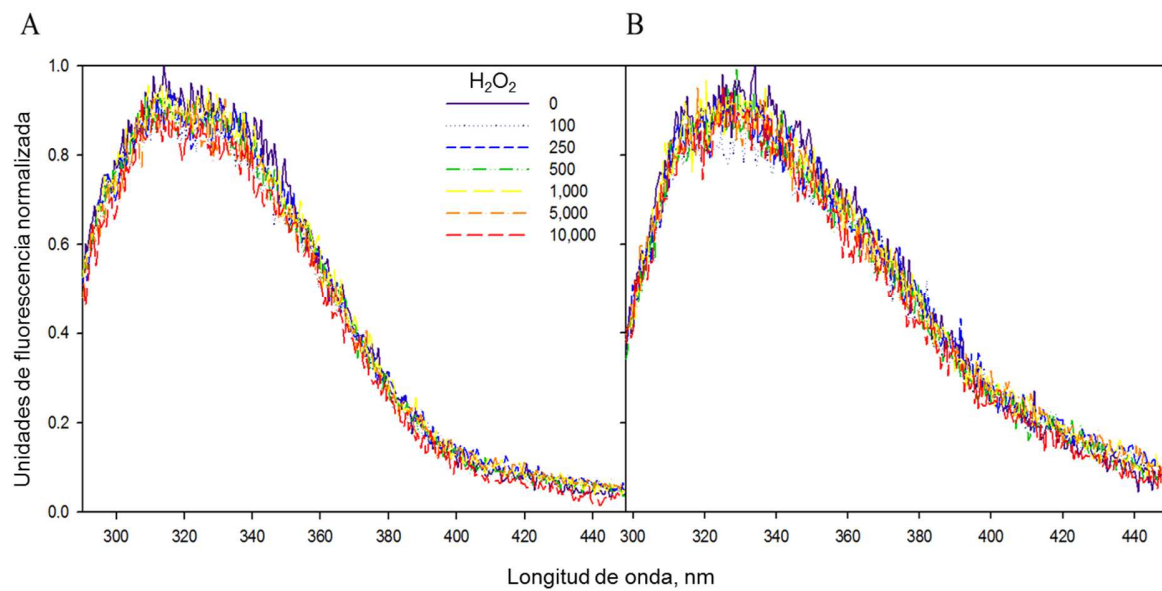 A
B
Unidades de fluorescencia normalizada
1.0
0.8
0.6
0.4
0.2
0.0
H₂O₂
0
100
250
500
1,000
5,000
10,000
300 320 340 360 380 400 420 440
300 320 340 360 380 400 420 440
Longitud de onda, nm